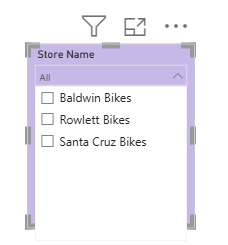 Store Name
All
Baldwin Bikes
Rowlett Bikes
Santa Cruz Bikes